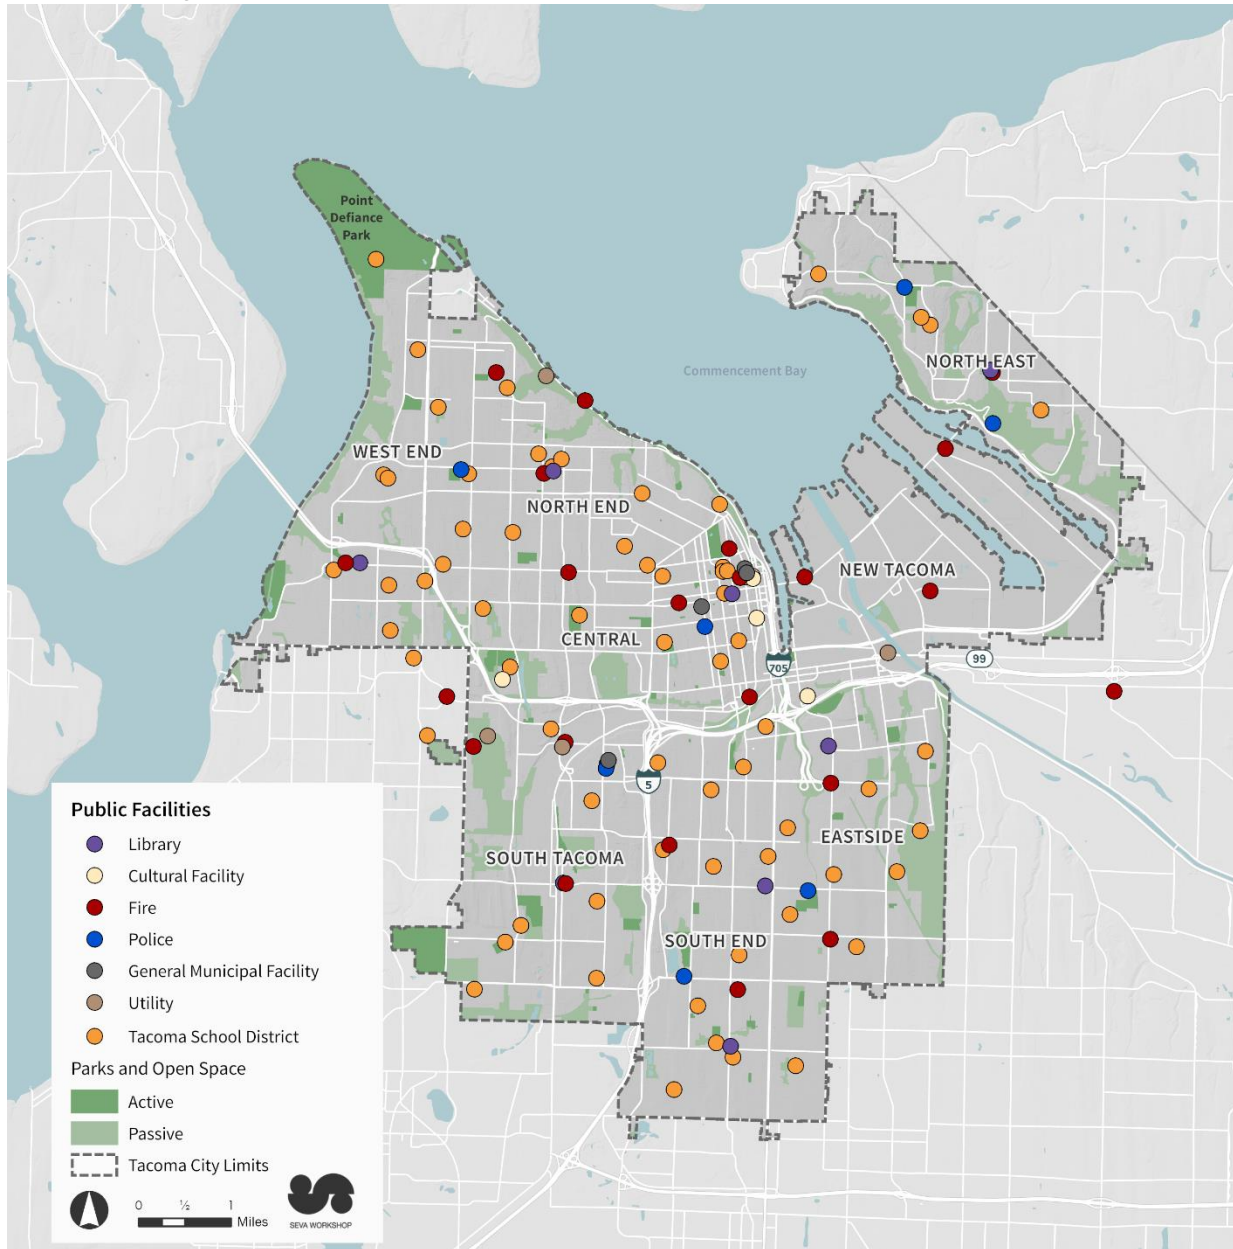 Point
Defiance
Park
Commencement Bay
NORTH EAST
WEST END
NORTH END
NEW TACOMA
CENTRAL
705
99
5
EASTSIDE
SOUTH TACOMA
SOUTH END
Public Facilities
Library
Cultural Facility
Fire
Police
General Municipal Facility
Utility
Tacoma School District
Parks and Open Space
Active
Passive
Tacoma City Limits
0 ½ 1
Miles
SEVA WORKSHOP